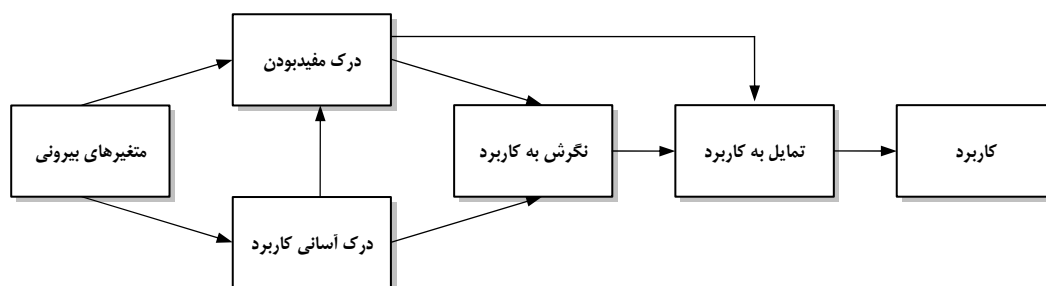 درک مفیدبودن
متغیرهای بیرونی
نگرش به کاربرد
تمایل به کاربرد
کاربرد
درک آسانی کاربرد